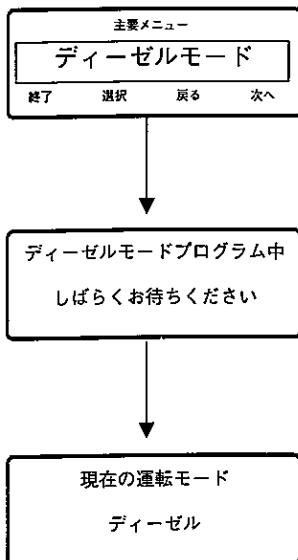 主要メニュー
ディーゼルモード
終了 選択 戻る 次へ
ディーゼルモードプログラム中
しばらくお待ちください
現在の運転モード
ディーゼル